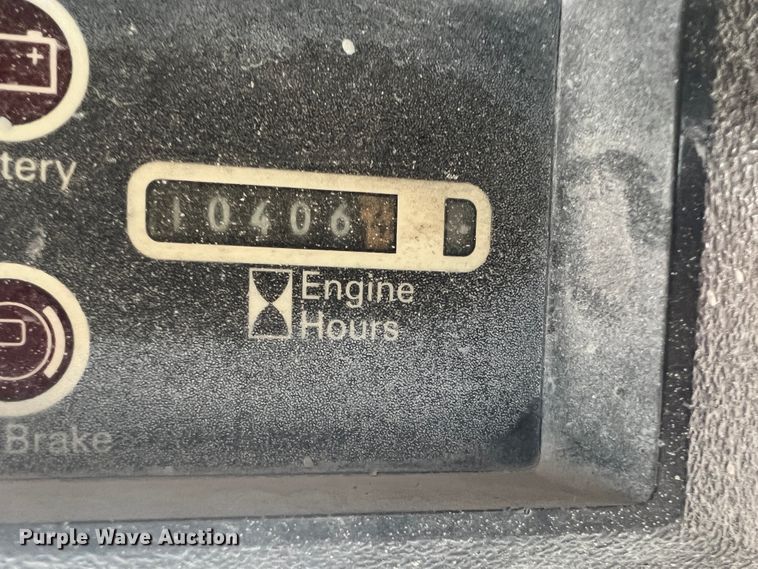 tery
10406
Engine
Hours
Brake
Purple Wave Auction®